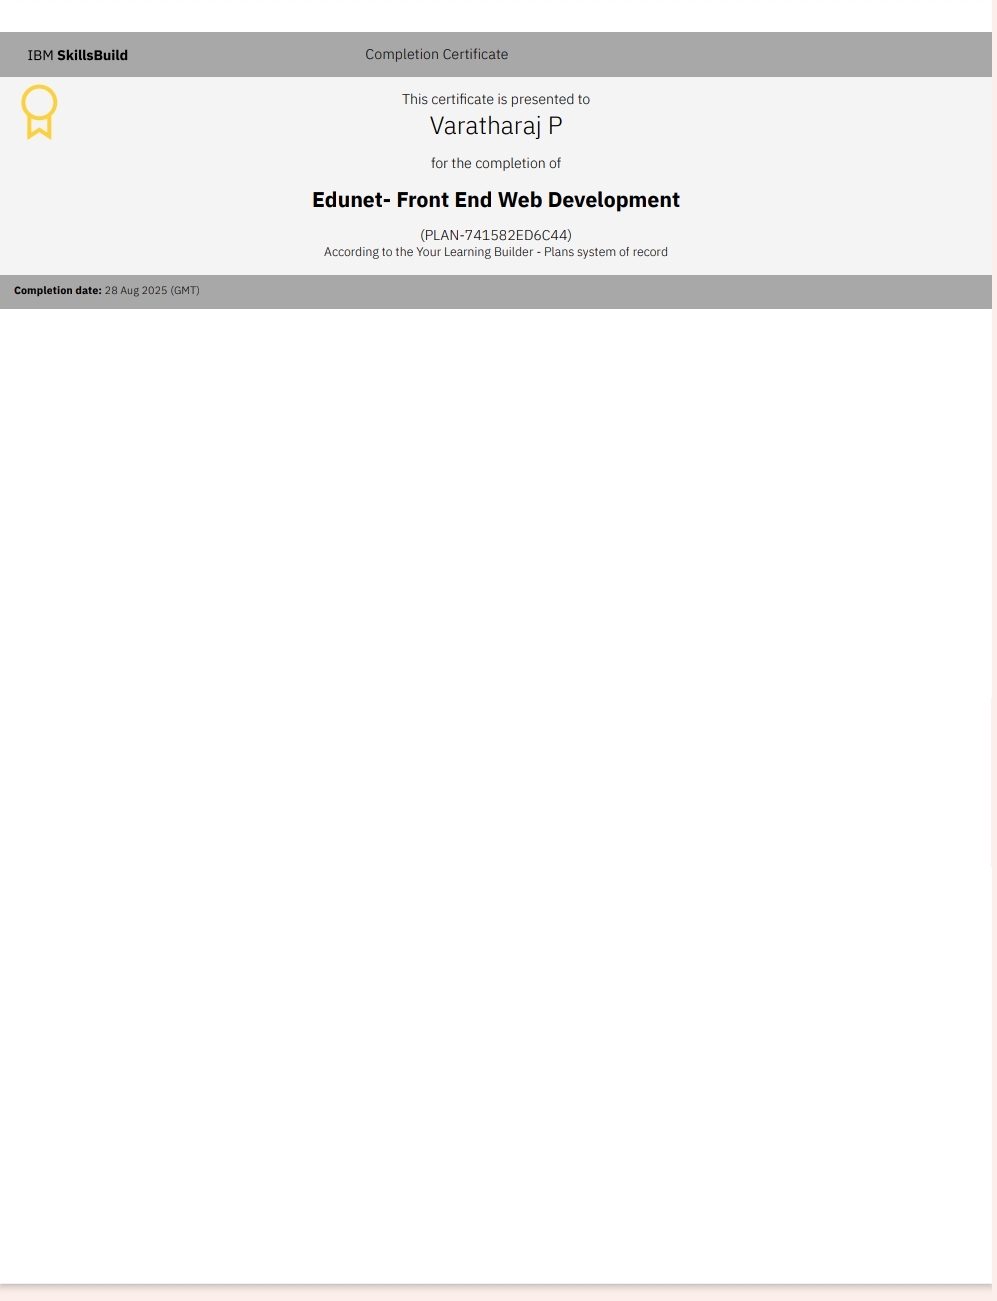 IBM SkillsBuild
Completion Certificate
This certificate is presented to
Varatharaj P
for the completion of
Edunet- Front End Web Development
(PLAN-741582ED6C44)
According to the Your Learning Builder - Plans system of record
Completion date: 28 Aug 2025 (GMT)